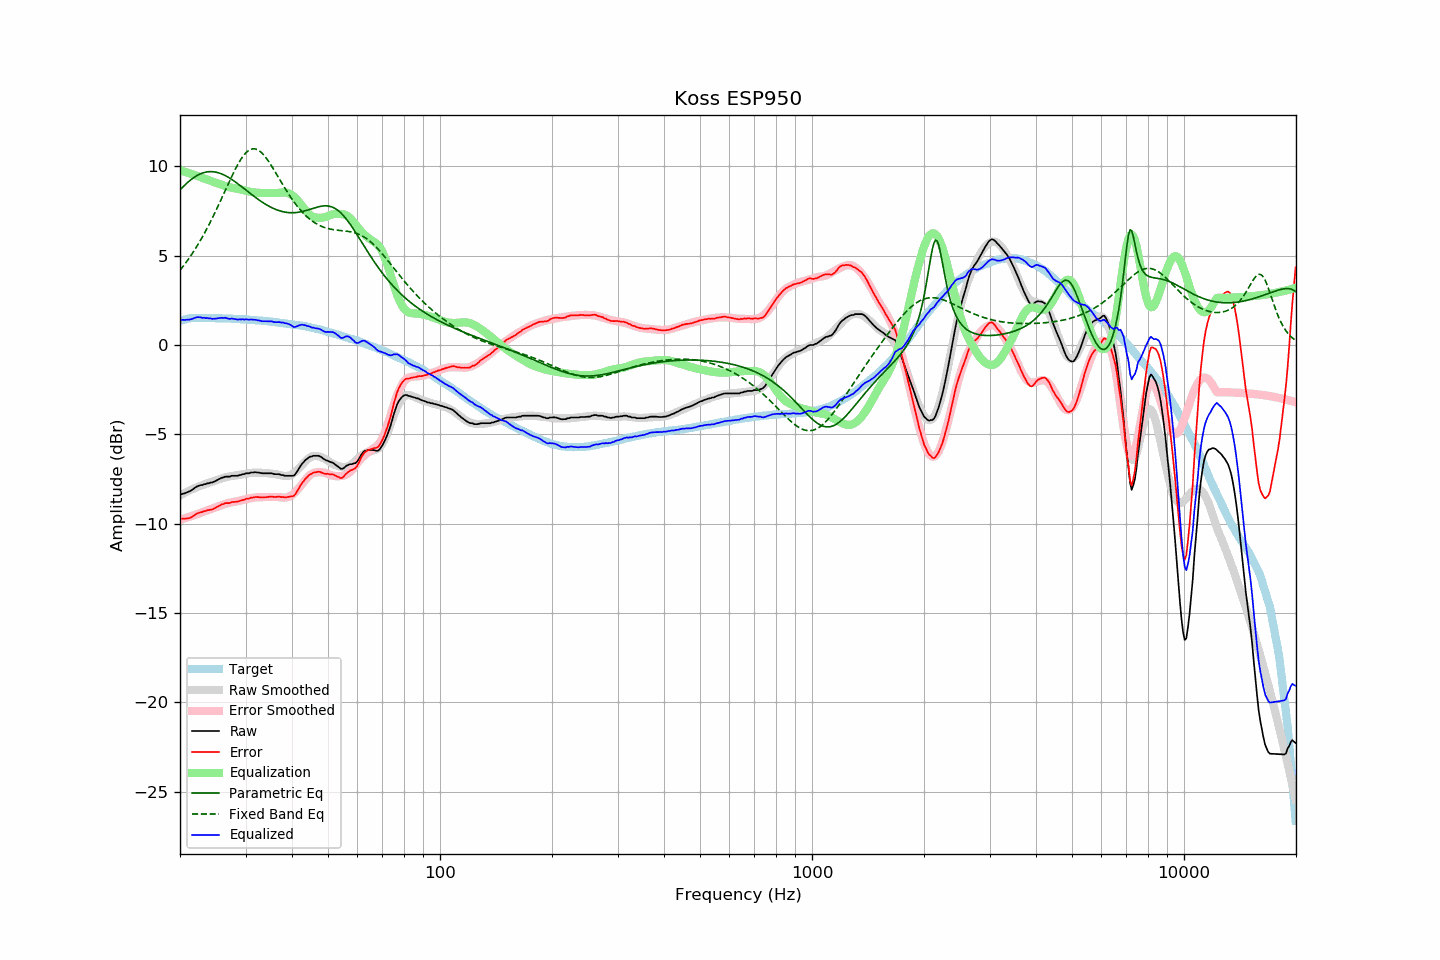 Koss ESP950
10
5
0
−5
−10
−15
−20
−25
Amplitude (dBr)
Target
Raw Smoothed
Error Smoothed
Raw
Error
Equalization
Parametric Eq
Fixed Band Eq
Equalized
100
1000
10000
Frequency (Hz)